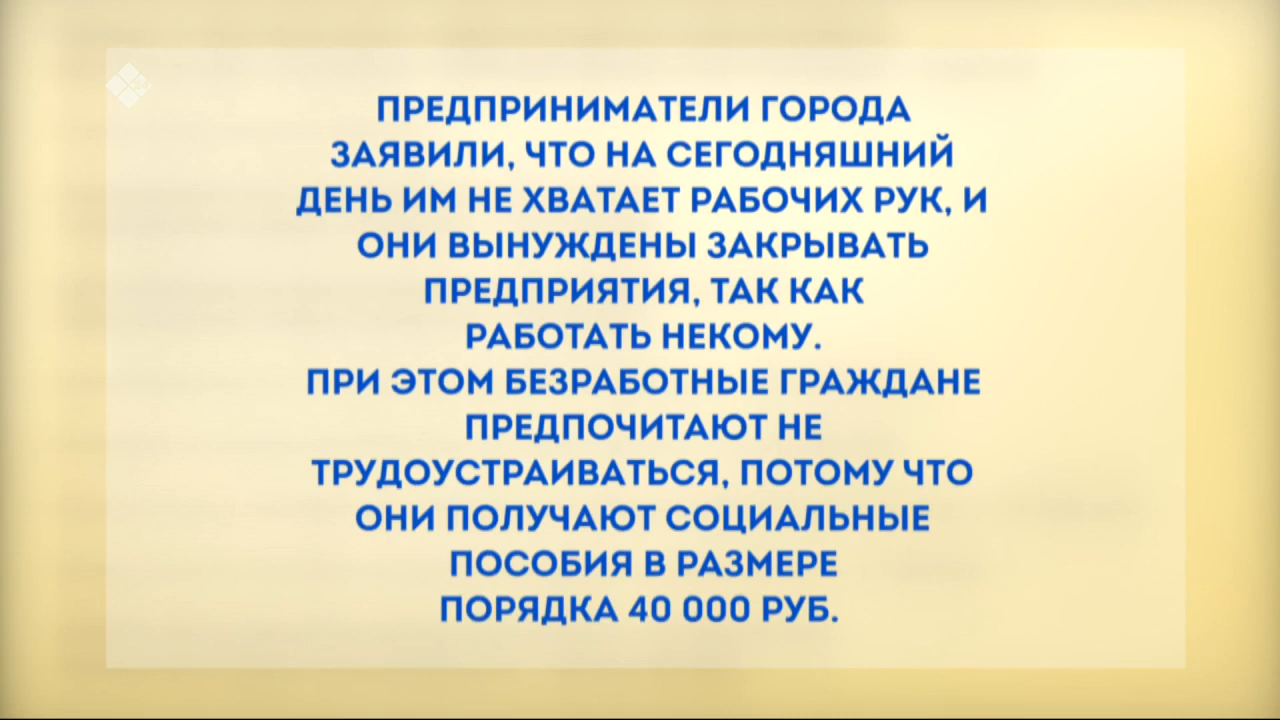 ПРЕДПРИНИМАТЕЛИ ГОРОДА
ЗАЯВИЛИ, ЧТО НА СЕГОДНЯШНИЙ
ДЕНЬ ИМ НЕ ХВАТАЕТ РАБОЧИХ РУК, И
ОНИ ВЫНУЖДЕНЫ ЗАКРЫВАТЬ
ПРЕДПРИЯТИЯ, ТАК КАК
РАБОТАТЬ НЕКОМУ.
ПРИ ЭТОМ БЕЗРАБОТНЫЕ ГРАЖДАНЕ
ПРЕДПОЧИТАЮТ НЕ
ТРУДОУСТРАИВАТЬСЯ, ПОТОМУ ЧТО
ОНИ ПОЛУЧАЮТ СОЦИАЛЬНЫЕ
ПОСОБИЯ В РАЗМЕРЕ
ПОРЯДКА 40 000 РУБ.